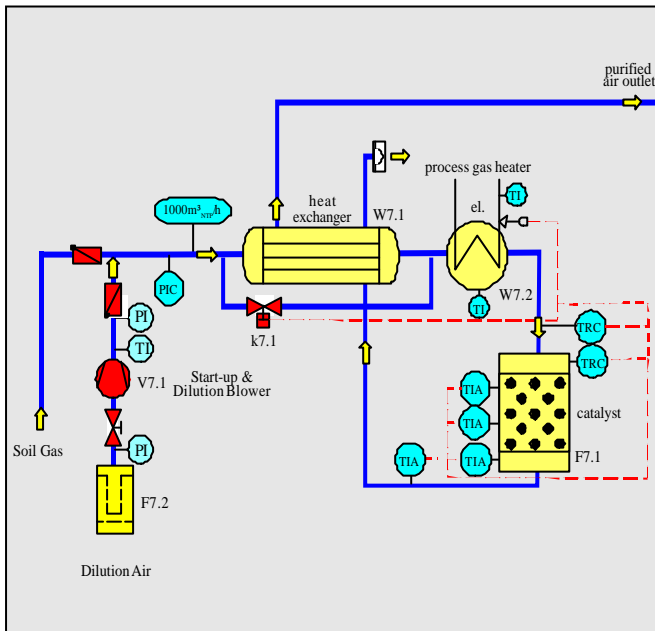 purified
air outlet
process gas heater
TI
1000m³NTP/h
heat
exchanger
W7.1
el.
PIC
W7.2
TI
k7.1
PI
TI
TRC
TRC
V7.1
Start-up &
Dilution Blower
TIA
TIA
catalyst
Soil Gas
PI
TIA
TIA
F7.1
F7.2
Dilution Air